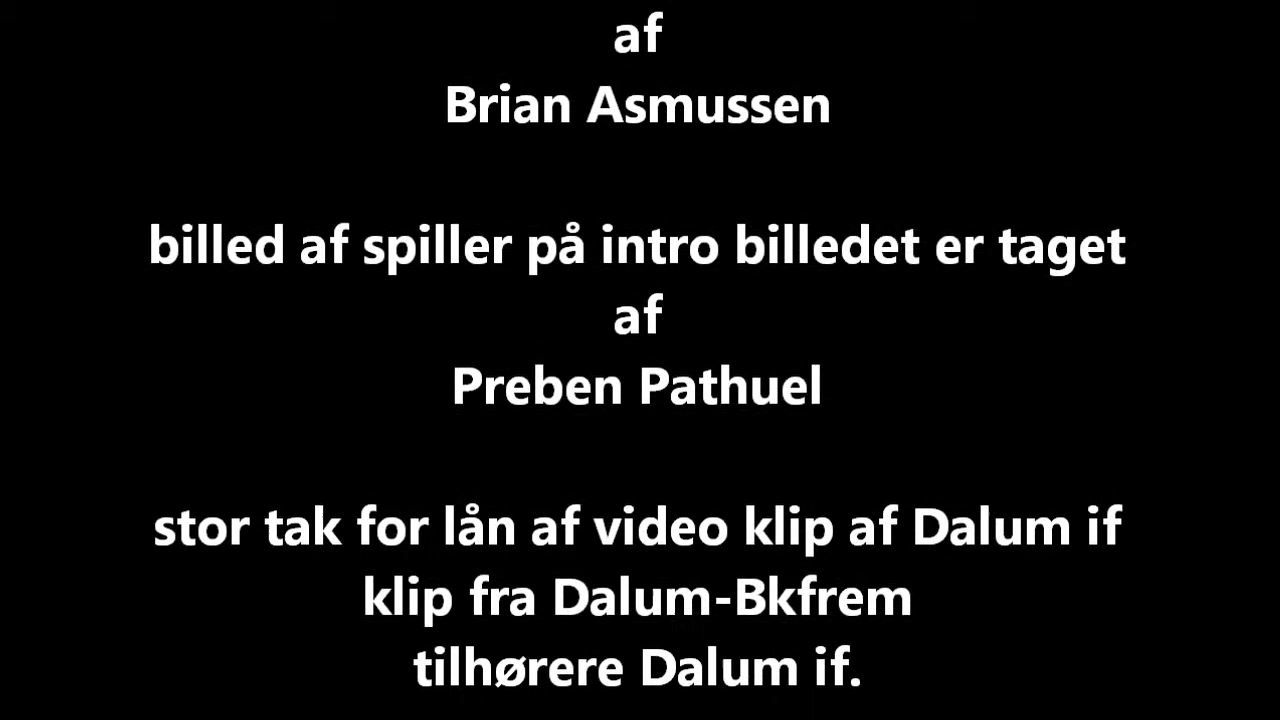 af
Brian Asmussen
billed af spiller på intro billedet er taget
af
Preben Pathuel
stor tak for lån af video klip af Dalum if
klip fra Dalum-Bkfrem
tilhørere Dalum if.